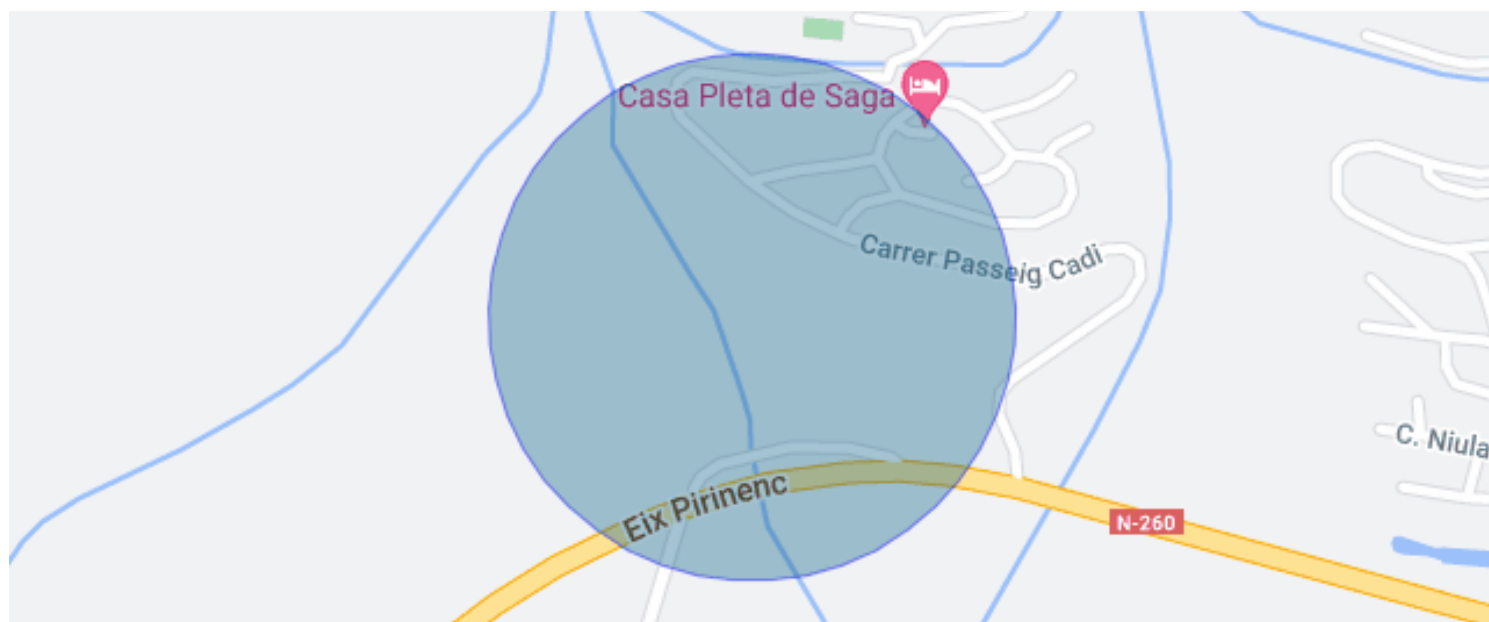 Casa Pleta de Saga
Carrer Passeig Cadi
C. Niula
Eix Pirinenc
N-260